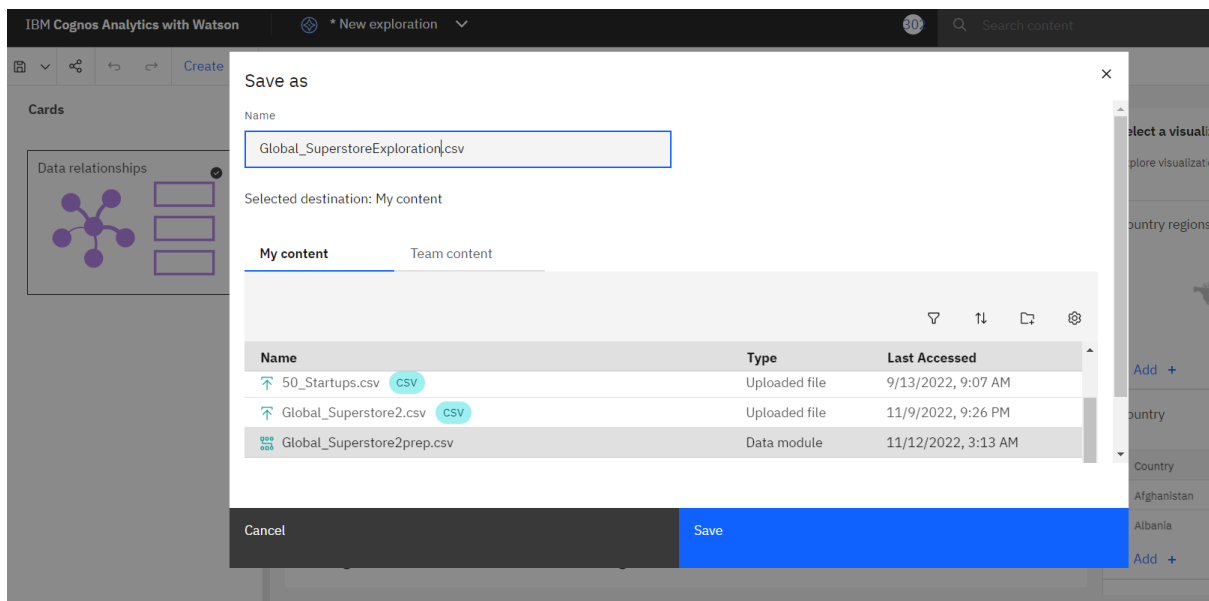 IBM Cognos Analytics with Watson
* New exploration
Search content
Create
Save as
Cards
Name
Global_SuperstoreExploration.csv
Data relationships
Selected destination: My content
My content
Team content
Name Type Last Accessed
50_Startups.csv CSV Uploaded file 9/13/2022, 9:07 AM
Global_Superstore2.csv CSV Uploaded file 11/9/2022, 9:26 PM
Global_Superstore2prep.csv Data module 11/12/2022, 3:13 AM
Cancel
Save
elect a visuali
plore visualizati
ountry regions
Add +
ountry
Country
Afghanistan
Albania
Add +